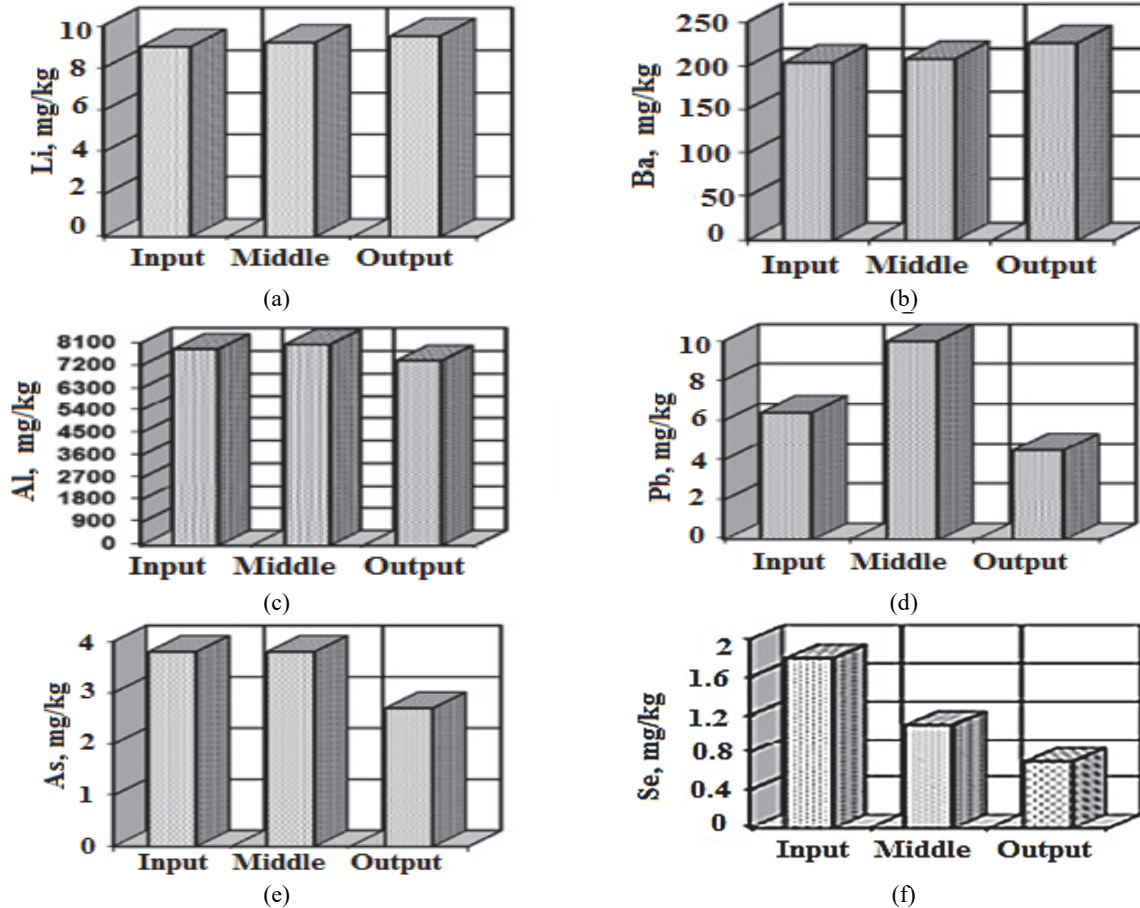 Li, mg/kg
10
8
6
4
2
0
Input Middle Output
(a)
Ba, mg/kg
250
200
150
100
50
0
Input Middle Output
(b)
Al, mg/kg
8100
7200
6300
5400
4500
3600
2700
1800
900
0
Input Middle Output
(c)
Pb, mg/kg
10
8
6
4
2
0
Input Middle Output
(d)
As, mg/kg
4
3
2
1
0
Input Middle Output
(e)
Se, mg/kg
2
1.6
1.2
0.8
0.4
0
Input Middle Output
(f)